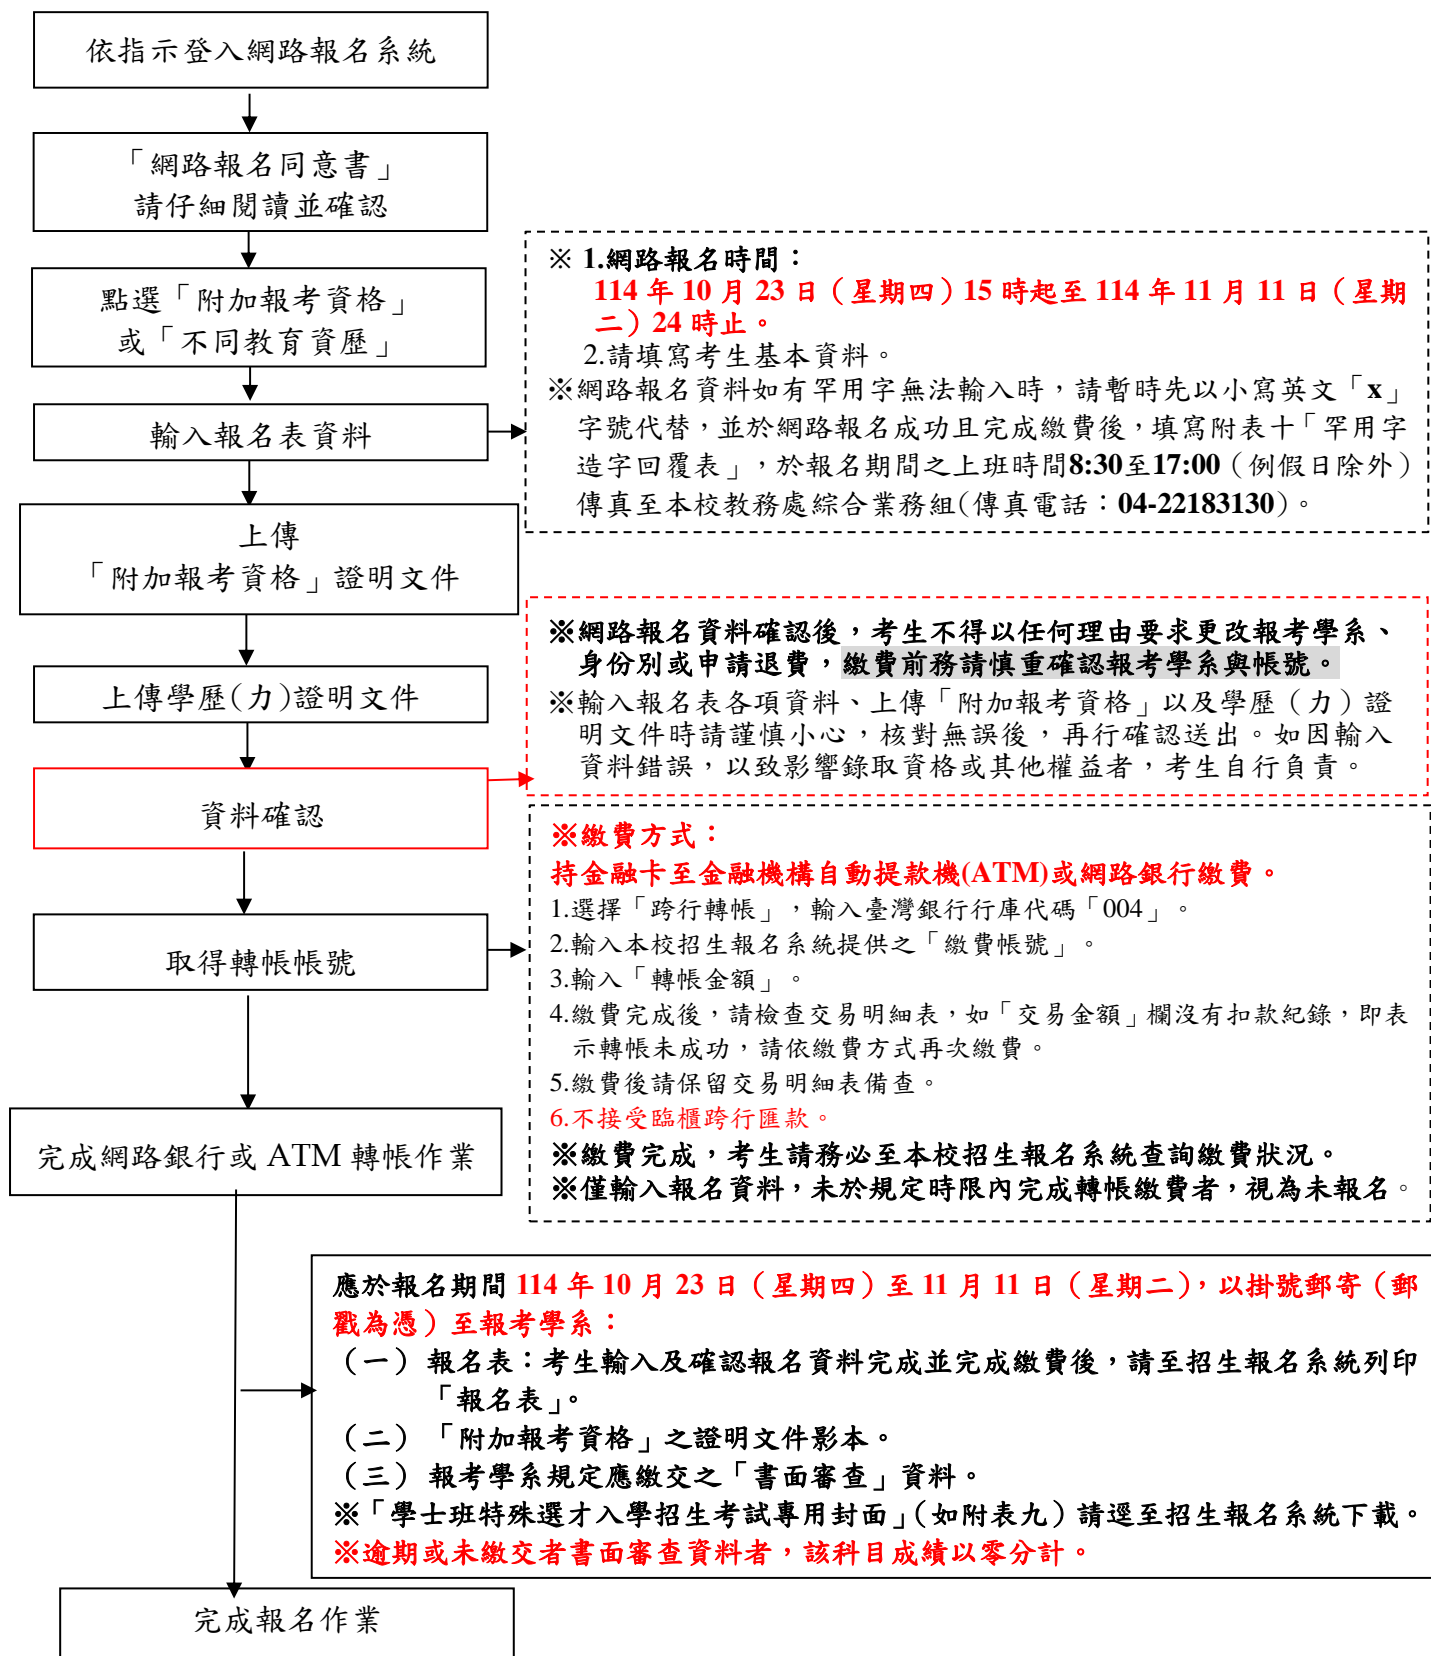 依指示登入網路報名系統
「網路報名同意書」
請仔細閱讀並確認
點選「附加報考資格」
或「不同教育資歷」
輸入報名表資料
※ 1.網路報名時間：
114 年 10 月 23 日（星期四）15 時起至 114 年 11 月 11 日（星期
二）24 時止。
2.請填寫考生基本資料。
※網路報名資料如有罕用字無法輸入時，請暫時先以小寫英文「x」
字號代替，並於網路報名成功且完成繳費後，填寫附表十「罕用字
造字回覆表」，於報名期間之上班時間8:30至17:00（例假日除外）
傳真至本校教務處綜合業務組(傳真電話：04-22183130)。
上傳
「附加報考資格」證明文件
上傳學歷(力)證明文件
資料確認
※網路報名資料確認後，考生不得以任何理由要求更改報考學系、
身份別或申請退費，繳費前務請慎重確認報考學系與帳號。
※輸入報名表各項資料、上傳「附加報考資格」以及學歷（力）證
明文件時請謹慎小心，核對無誤後，再行確認送出。如因輸入
資料錯誤，以致影響錄取資格或其他權益者，考生自行負責。
取得轉帳帳號
※繳費方式：
持金融卡至金融機構自動提款機(ATM)或網路銀行繳費。
1.選擇「跨行轉帳」，輸入臺灣銀行行庫代碼「004」。
2.輸入本校招生報名系統提供之「繳費帳號」。
3.輸入「轉帳金額」。
4.繳費完成後，請檢查交易明細表，如「交易金額」欄沒有扣款紀錄，即表
示轉帳未成功，請依繳費方式再次繳費。
5.繳費後請保留交易明細表備查。
6.不接受臨櫃跨行匯款。
※繳費完成，考生請務必至本校招生報名系統查詢繳費狀況。
※僅輸入報名資料，未於規定時限內完成轉帳繳費者，視為未報名。
完成網路銀行或 ATM 轉帳作業
應於報名期間 114 年 10 月 23 日（星期四）至 11 月 11 日（星期二），以掛號郵寄（郵
戳為憑）至報考學系：
（一） 報名表：考生輸入及確認報名資料完成並完成繳費後，請至招生報名系統列印
「報名表」。
（二） 「附加報考資格」之證明文件影本。
（三） 報考學系規定應繳交之「書面審查」資料。
※「學士班特殊選才入學招生考試專用封面」（如附表九）請逕至招生報名系統下載。
※逾期或未繳交者書面審查資料者，該科目成績以零分計。
完成報名作業